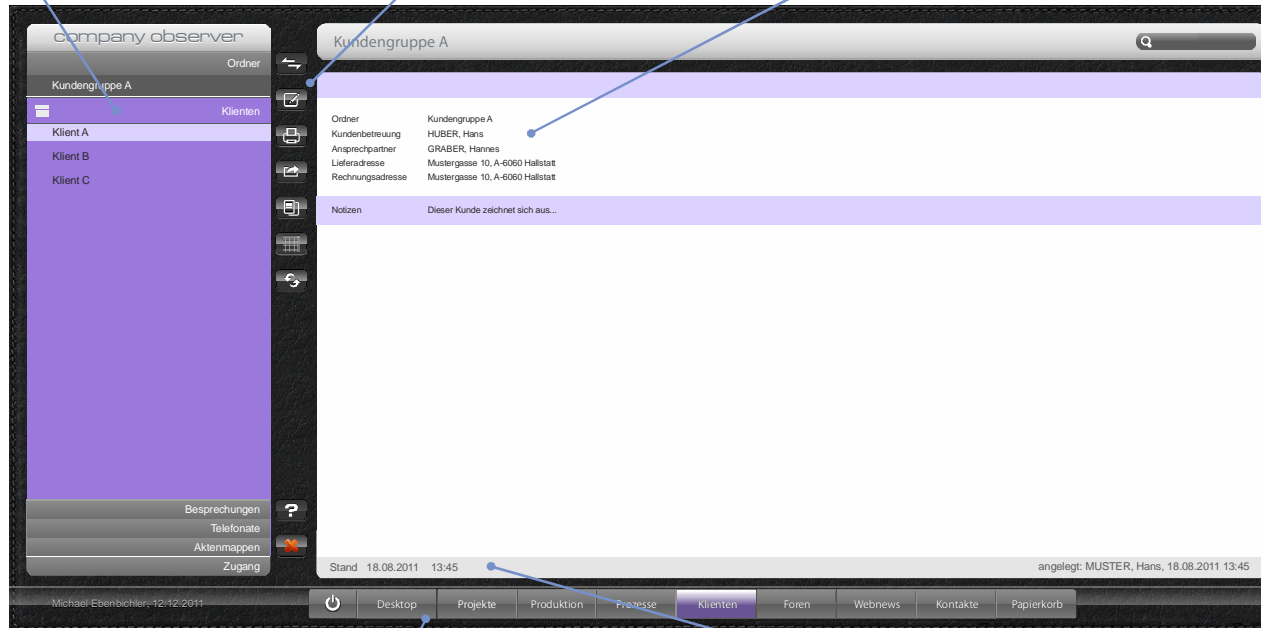 company observer
Ordner
Kundengruppe A
Klienten
Klient A
Klient B
Klient C
Besprechungen
Telefonate
Aktenmappen
Zugang
Kundengruppe A
Ordner Kundengruppe A
Kundenbetreuung HUBER, Hans
Ansprechpartner GRABER, Hannes
Lieferadresse Mustergasse 10, A-6060 Hallstatt
Rechnungsadresse Mustergasse 10, A-6060 Hallstatt
Notizen Dieser Kunde zeichnet sich aus...
?
Stand 18.08.2011 13:45 angelegt: MUSTER, Hans, 18.08.2011 13:45
Michael Ebenbichler, 12.12.2011
Desktop Projekte Produktion Prozesse Klienten Foren Webnews Kontakte Papierkorb